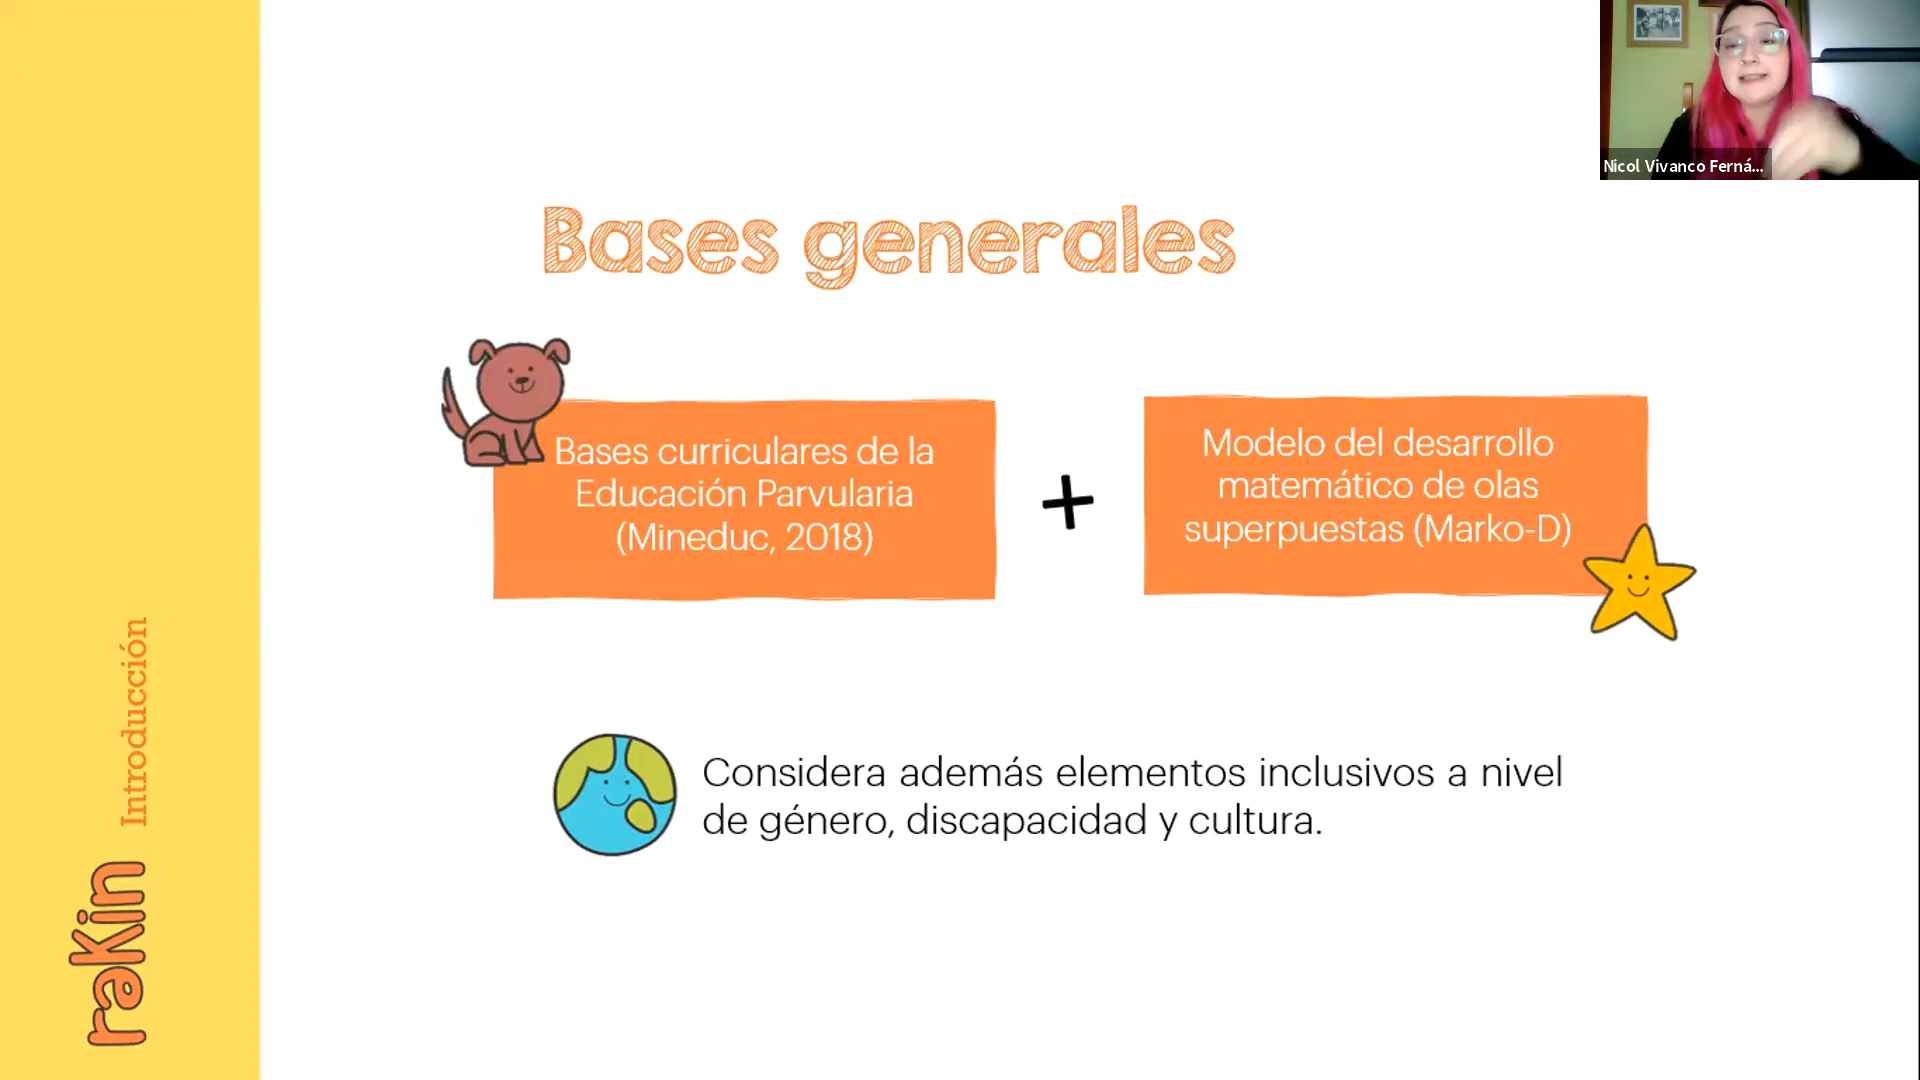 Nicol Vivanco Ferná...
Bases generales
Bases curriculares de la
Educación Parvularia
(Mineduc, 2018)
+
Modelo del desarrollo
matemático de olas
superpuestas (Marko-D)
Considera además elementos inclusivos a nivel
de género, discapacidad y cultura.
rəkin Introducción